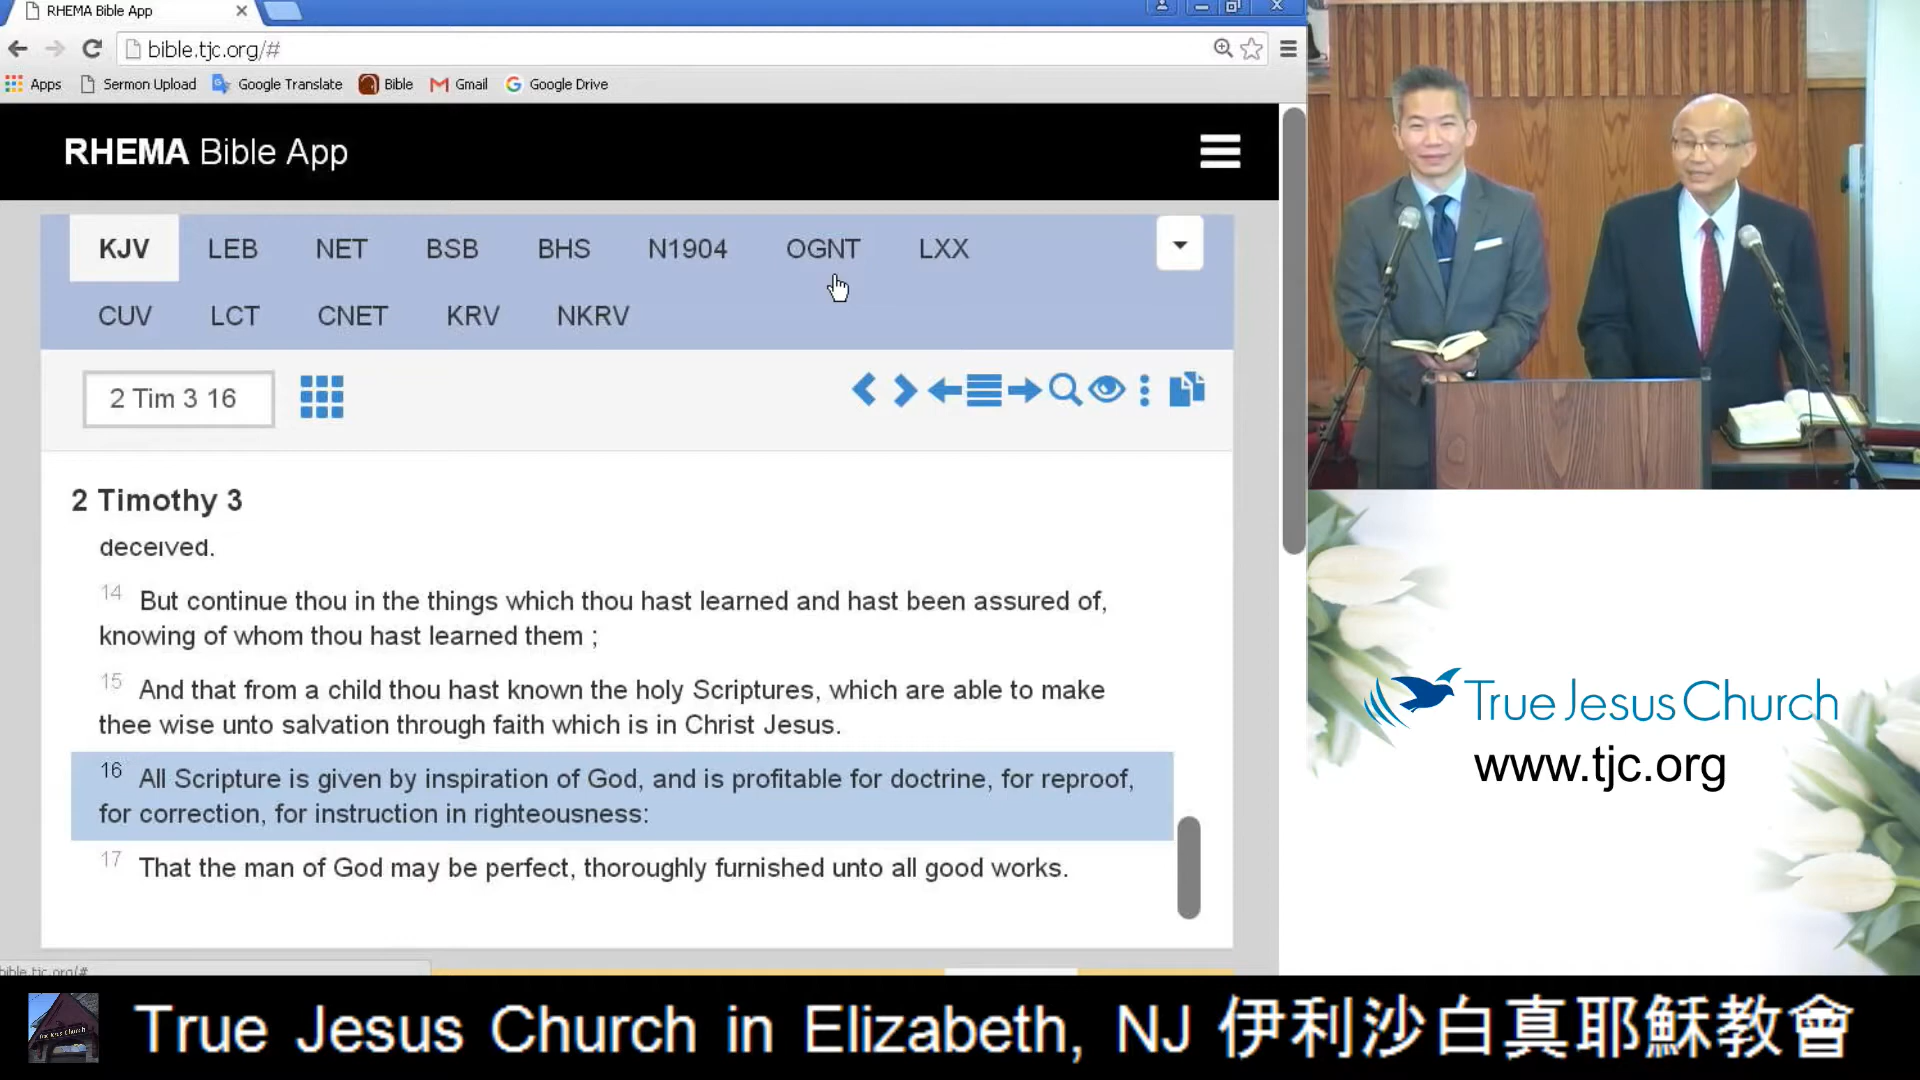 RHEMA Bible App
bible.tjc.org/#
Apps Sermon Upload Google Translate Bible Gmail Google Drive
RHEMA Bible App
KJV LEB NET BSB BHS N1904 OGNT LXX
CUV LCT CNET KRV NKRV
2 Tim 3 16
2 Timothy 3
deceived.
14 But continue thou in the things which thou hast learned and hast been assured of,
knowing of whom thou hast learned them ;
15 And that from a child thou hast known the holy Scriptures, which are able to make
thee wise unto salvation through faith which is in Christ Jesus.
16 All Scripture is given by inspiration of God, and is profitable for doctrine, for reproof,
for correction, for instruction in righteousness:
17 That the man of God may be perfect, thoroughly furnished unto all good works.
bible.tjc.org/#
True Jesus Church
www.tjc.org
True Jesus Church
True Jesus Church in Elizabeth, NJ 伊利沙白真耶穌教會